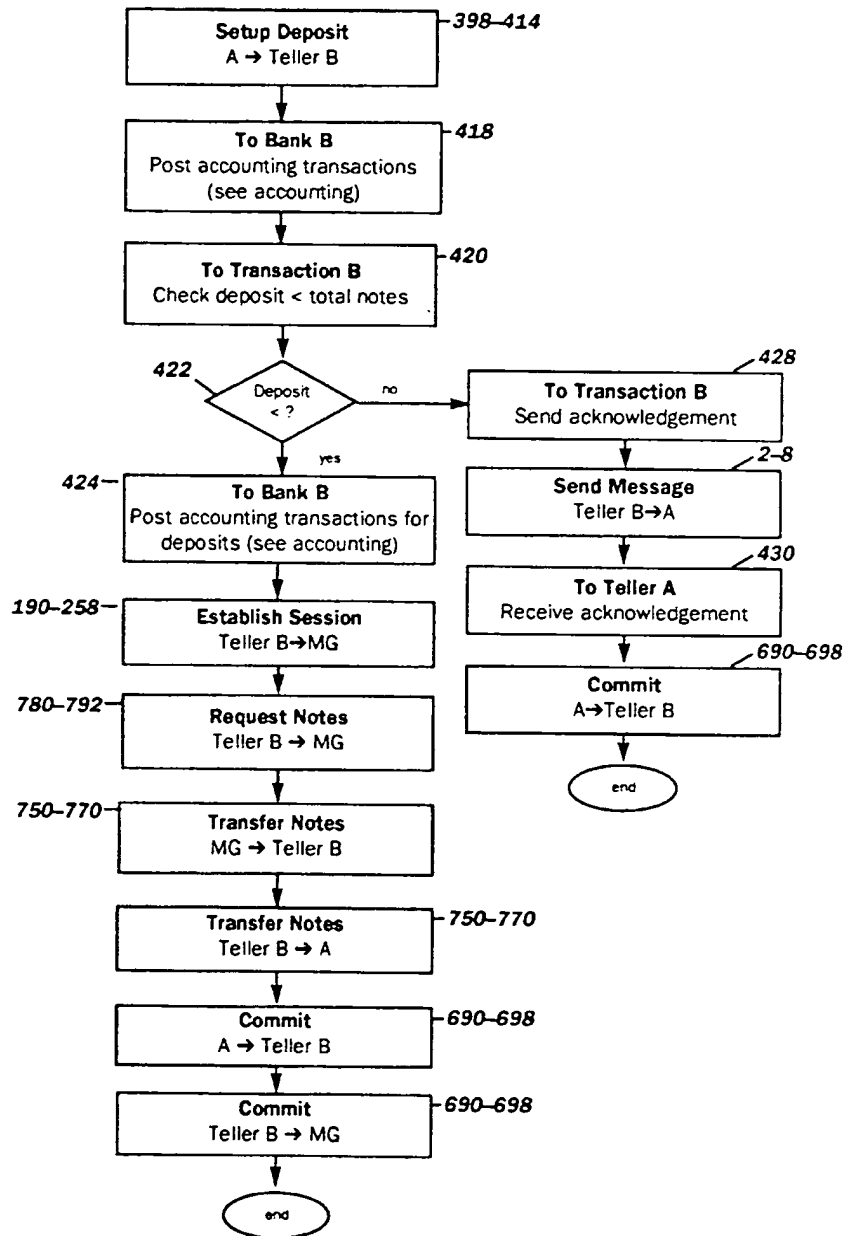 Setup Deposit
A → Teller B
398–414
To Bank B
Post accounting transactions
(see accounting)
418
To Transaction B
Check deposit < total notes
420
422
Deposit
< ?
no
yes
428
To Transaction B
Send acknowledgement
2–8
Send Message
Teller B→A
430
To Teller A
Receive acknowledgement
690–698
Commit
A→Teller B
end
424
To Bank B
Post accounting transactions for
deposits (see accounting)
190–258
Establish Session
Teller B→MG
780–792
Request Notes
Teller B → MG
750–770
Transfer Notes
MG → Teller B
Transfer Notes
Teller B → A
750–770
Commit
A → Teller B
690–698
Commit
Teller B → MG
690–698
end